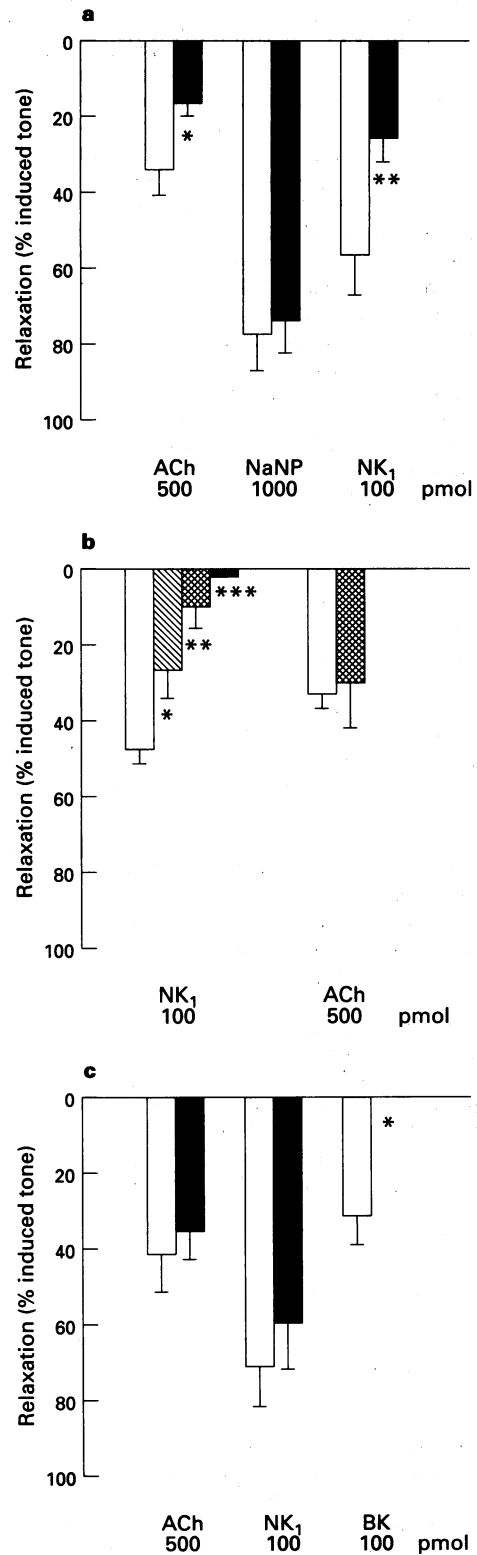 a
Relaxation (% induced tone)
0
20
40
60
80
100
*
**
ACh NaNP NK₁
500 1000 100 pmol
b
Relaxation (% induced tone)
0
20
40
60
80
100
*
**
***
NK₁ ACh
100 500 pmol
c
Relaxation (% induced tone)
0
20
40
60
80
100
*
ACh NK₁ BK
500 100 100 pmol